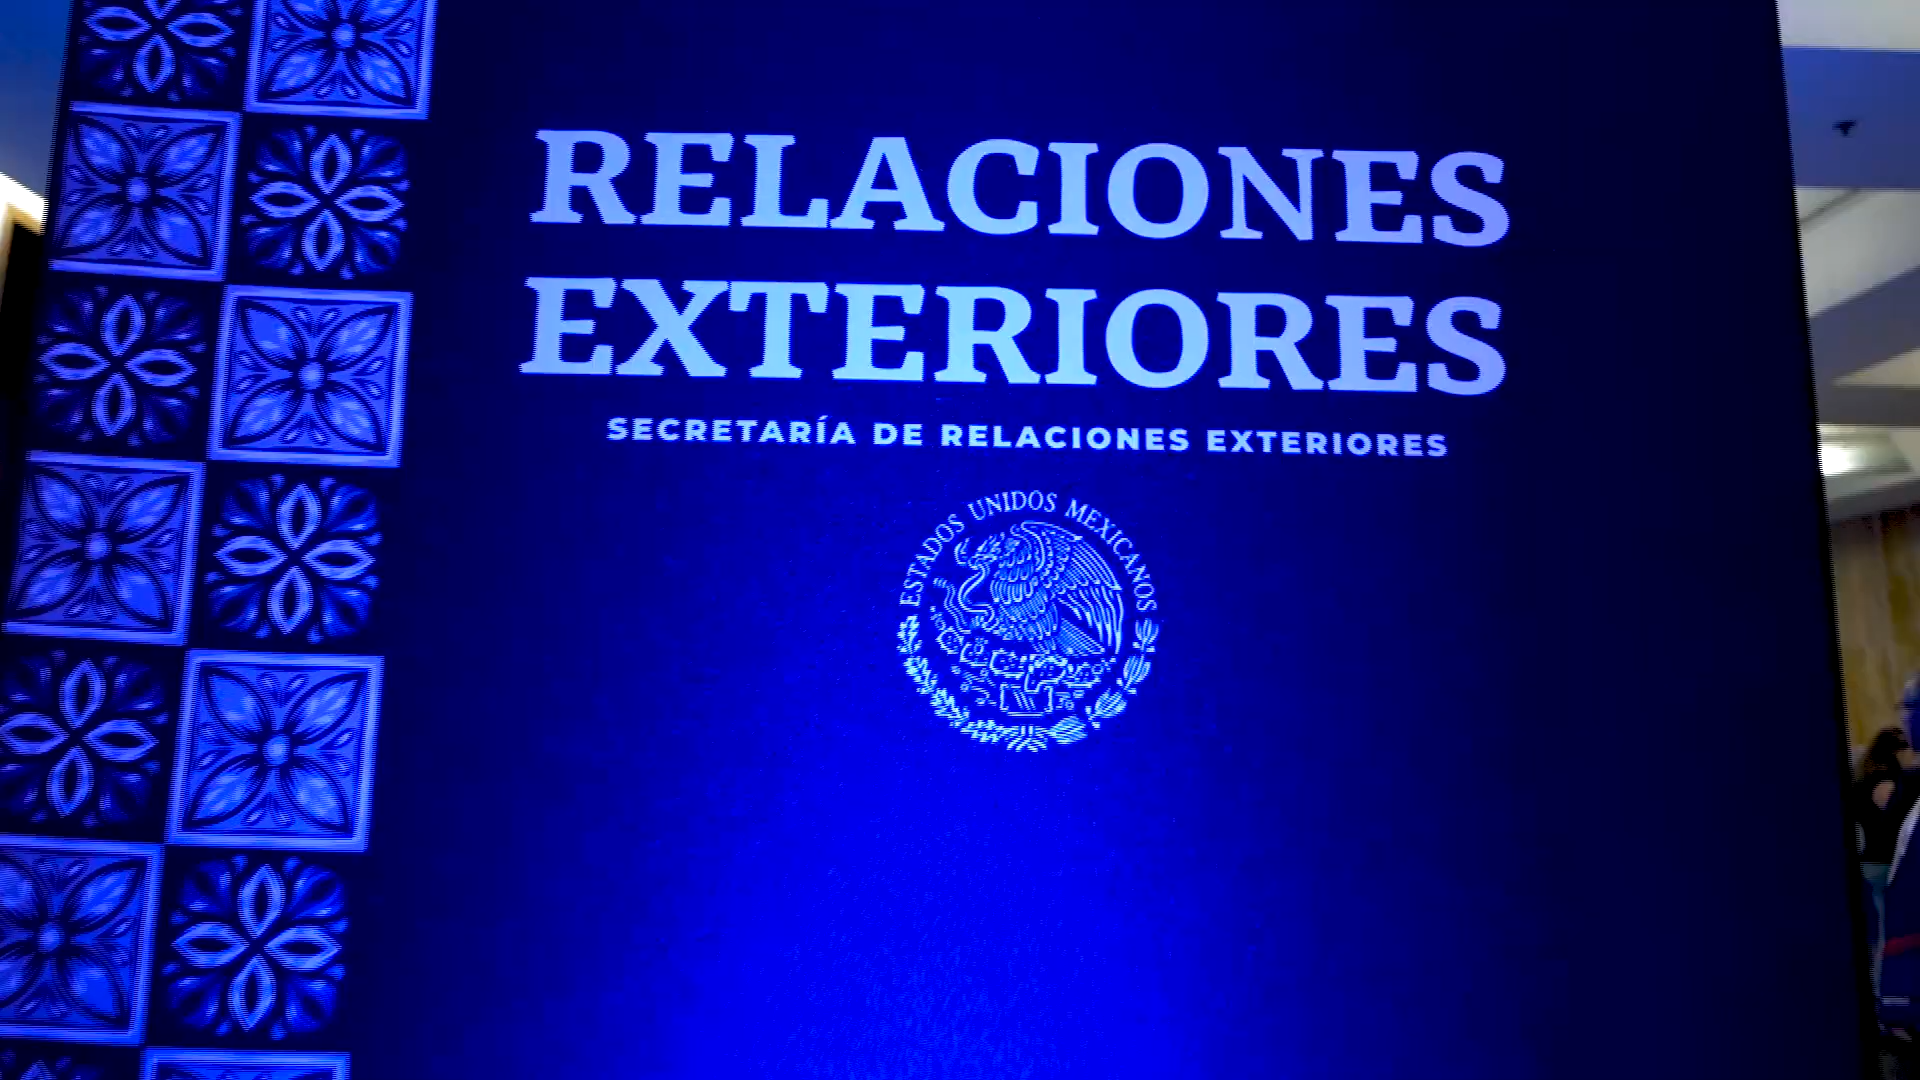 RELACIONES
EXTERIORES
SECRETARÍA DE RELACIONES EXTERIORES
ESTADOS UNIDOS MEXICANOS